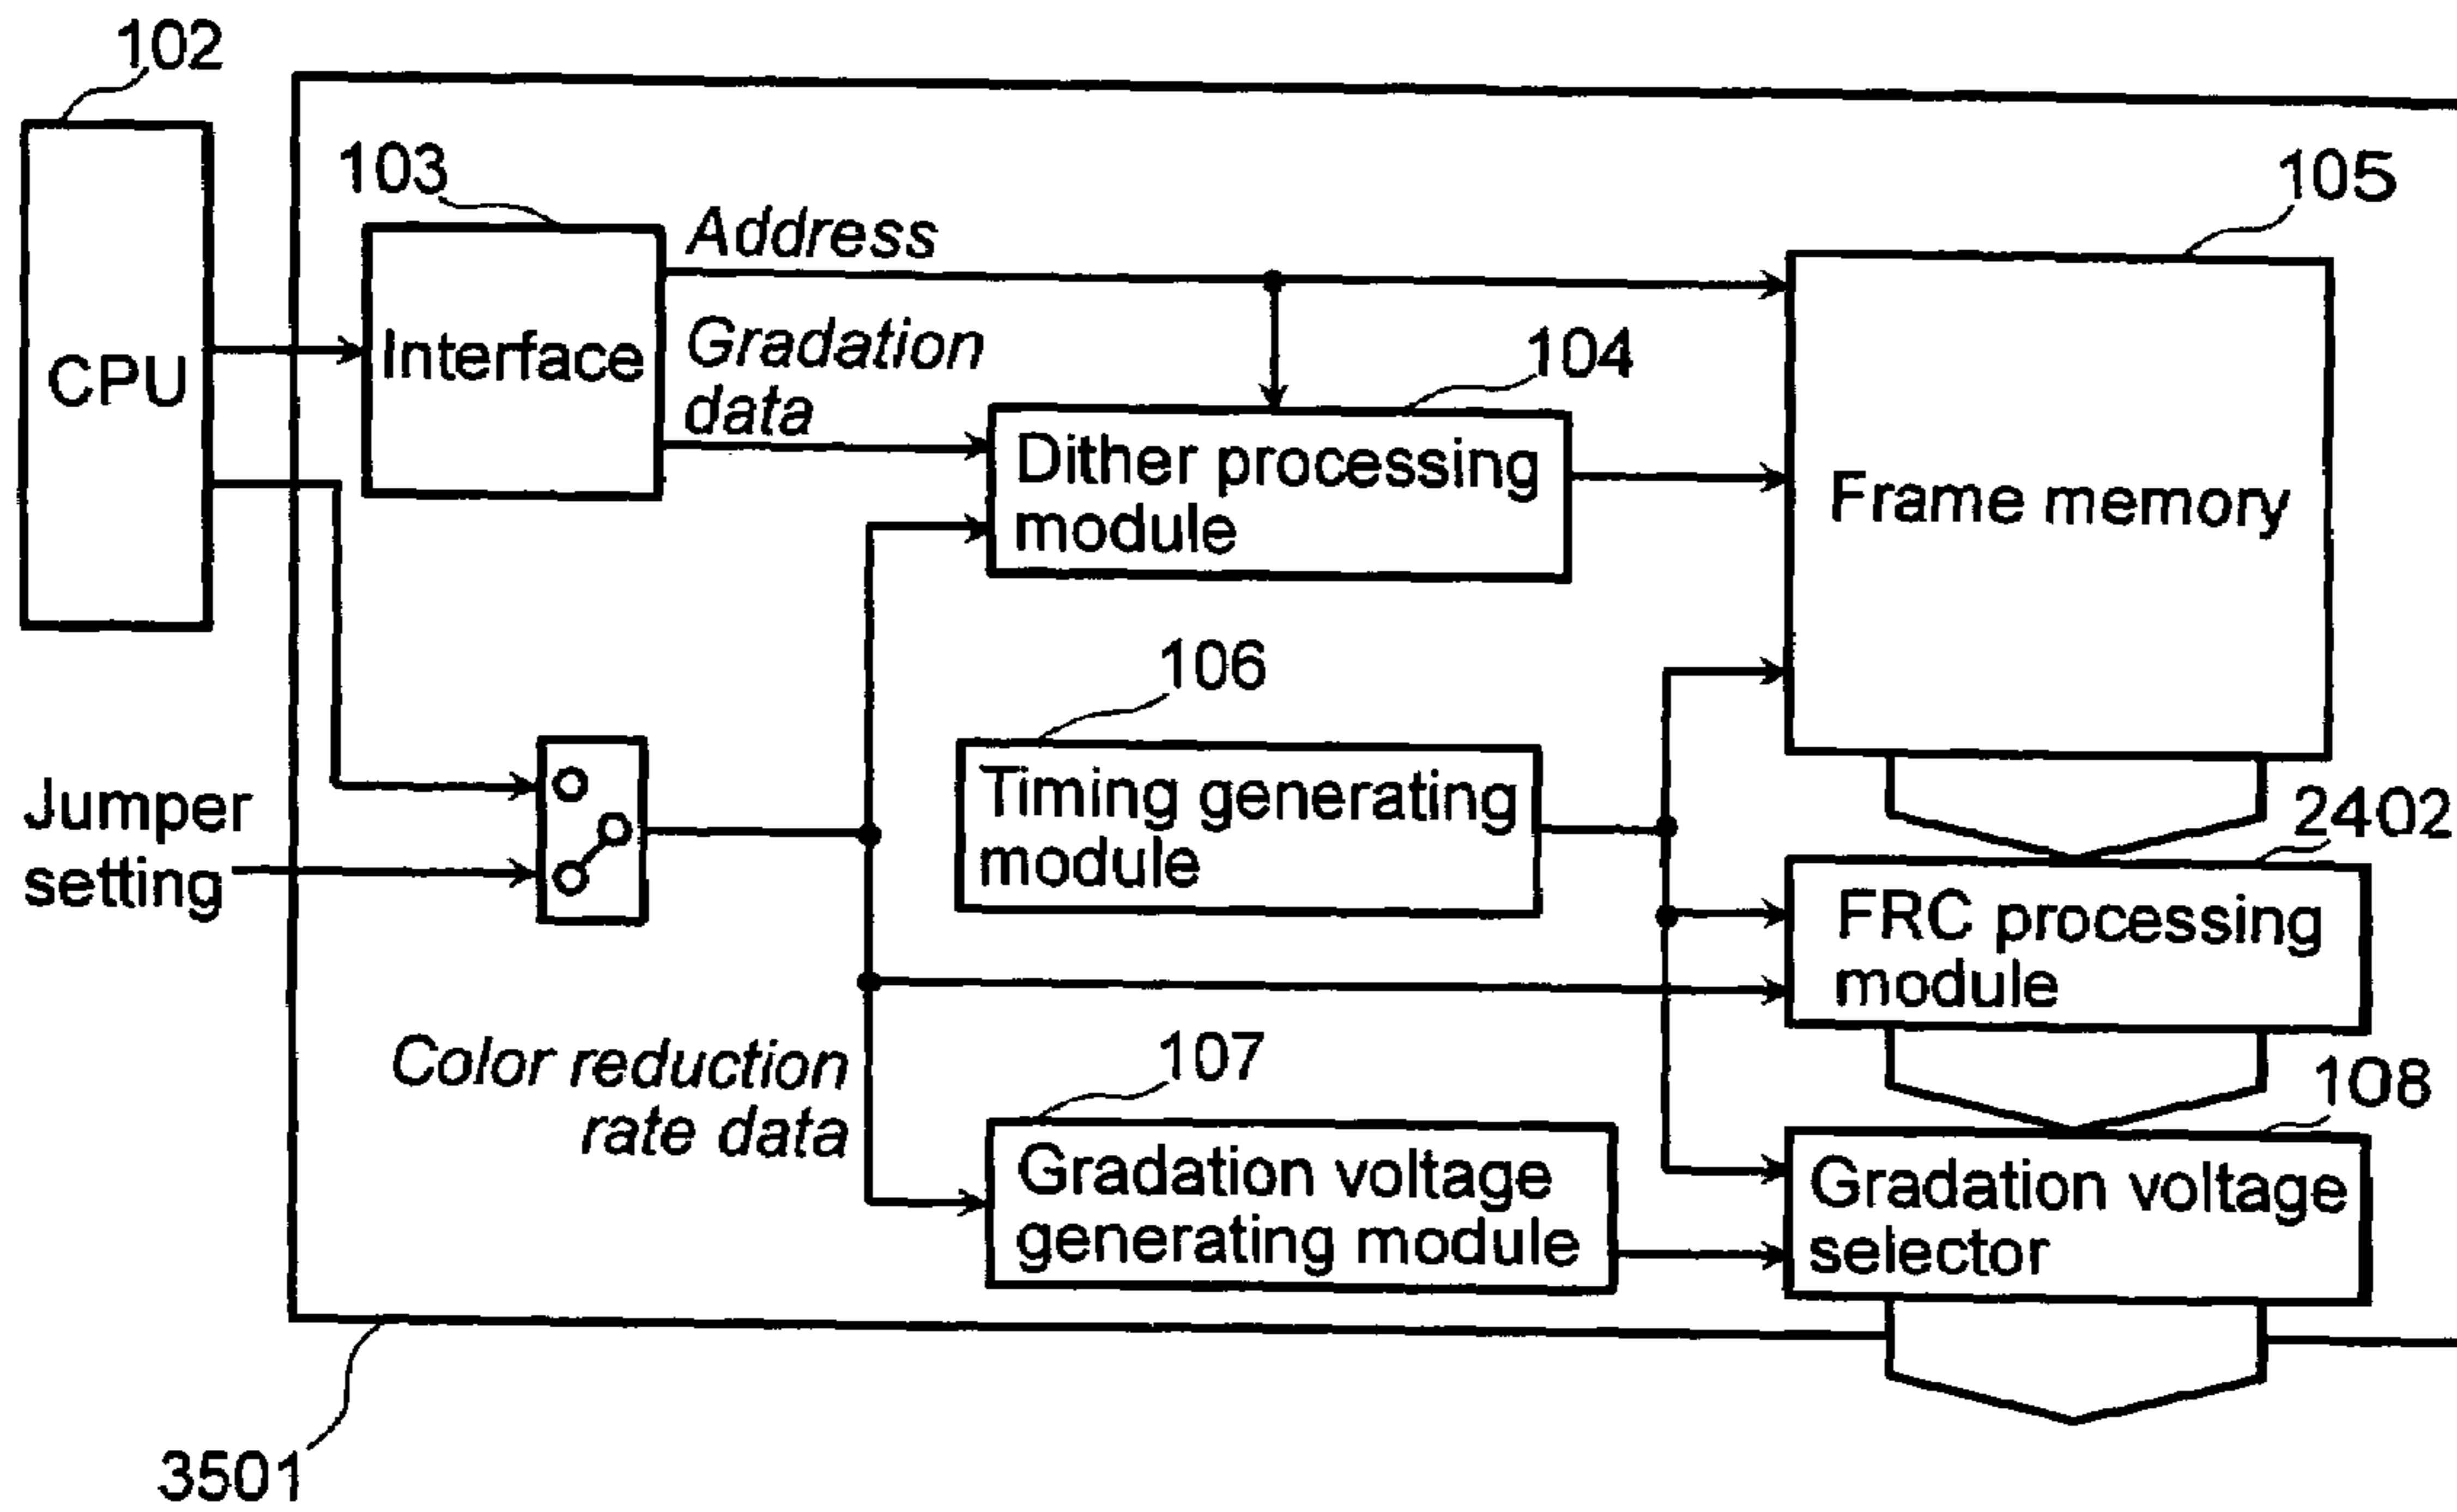 102
103
105
Address
CPU
Interface
Gradation
data
104
Dither processing
module
Frame memory
106
Jumper
setting
Timing generating
module
2402
FRC processing
module
Color reduction
rate data
107
108
Gradation voltage
generating module
Gradation voltage
selector
3501